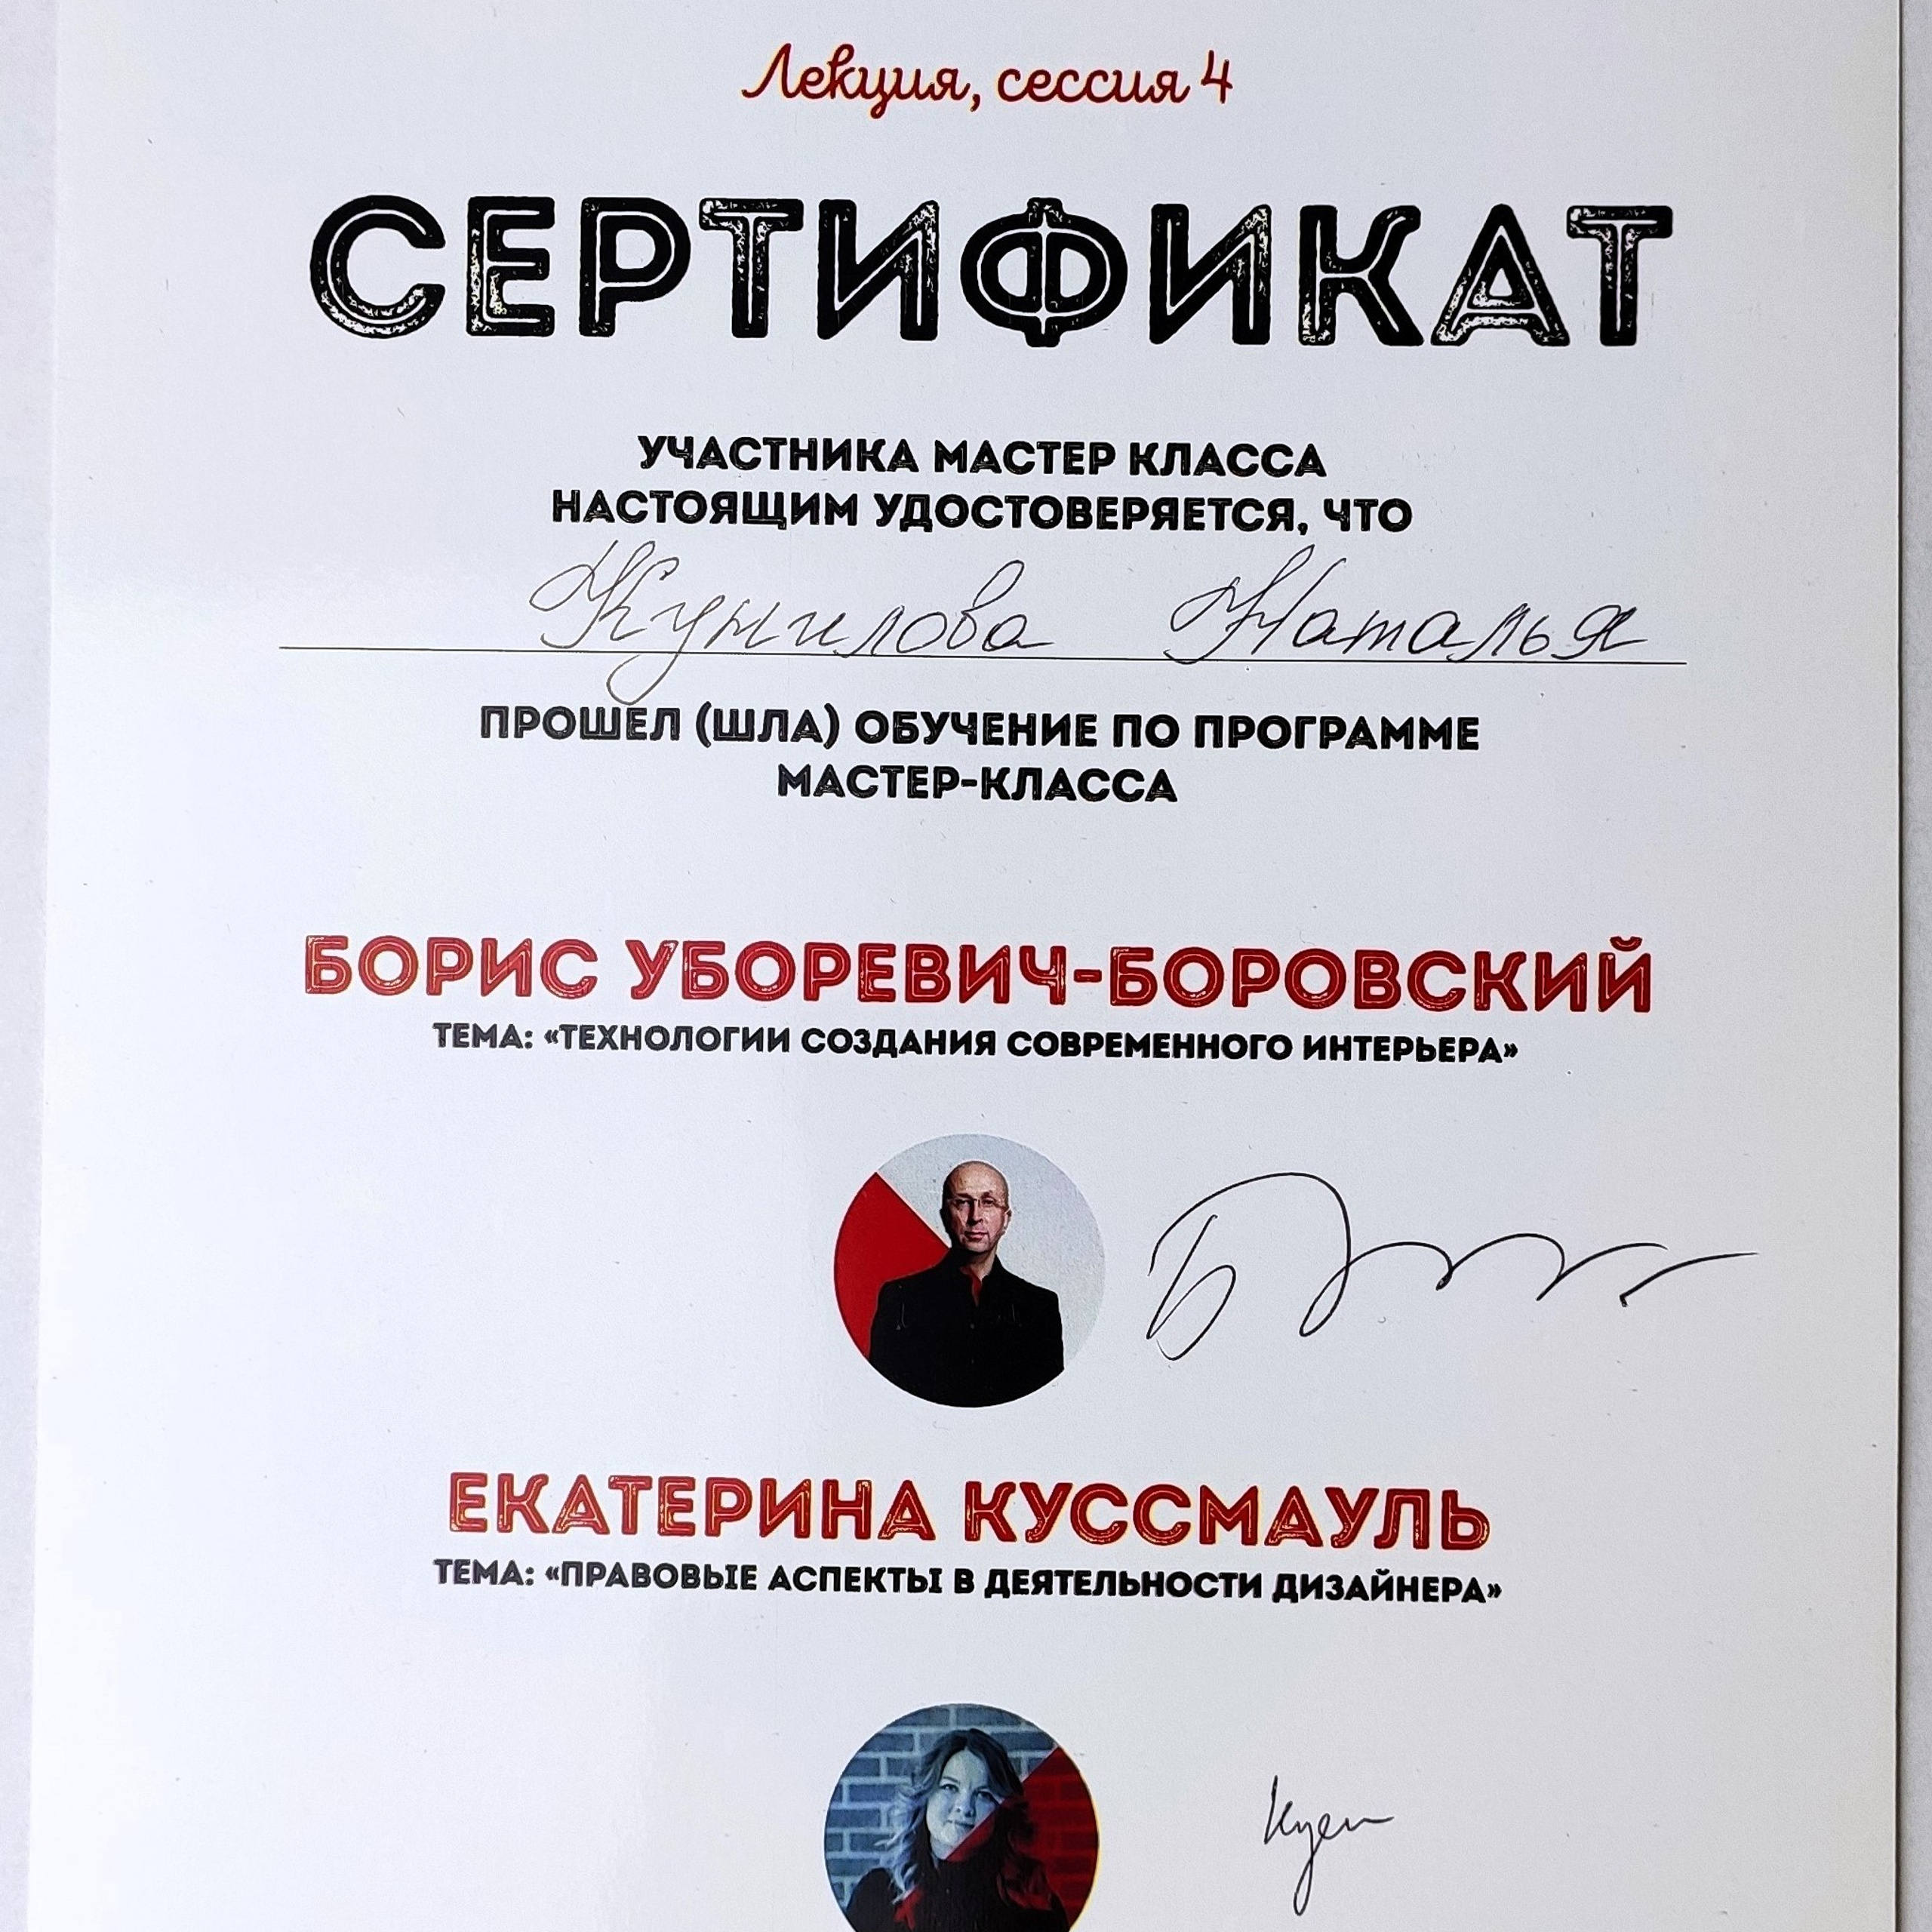 Лекция, сессия 4
СЕРТИФИКАТ
УЧАСТНИКА МАСТЕР КЛАССА
НАСТОЯЩИМ УДОСТОВЕРЯЕТСЯ, ЧТО
Кунилова Наталья
ПРОШЕЛ (ШЛА) ОБУЧЕНИЕ ПО ПРОГРАММЕ
МАСТЕР-КЛАССА
БОРИС УБОРЕВИЧ-БОРОВСКИЙ
ТЕМА: «ТЕХНОЛОГИИ СОЗДАНИЯ СОВРЕМЕННОГО ИНТЕРЬЕРА»
ЕКАТЕРИНА КУССМАУЛЬ
ТЕМА: «ПРАВОВЫЕ АСПЕКТЫ В ДЕЯТЕЛЬНОСТИ ДИЗАЙНЕРА»